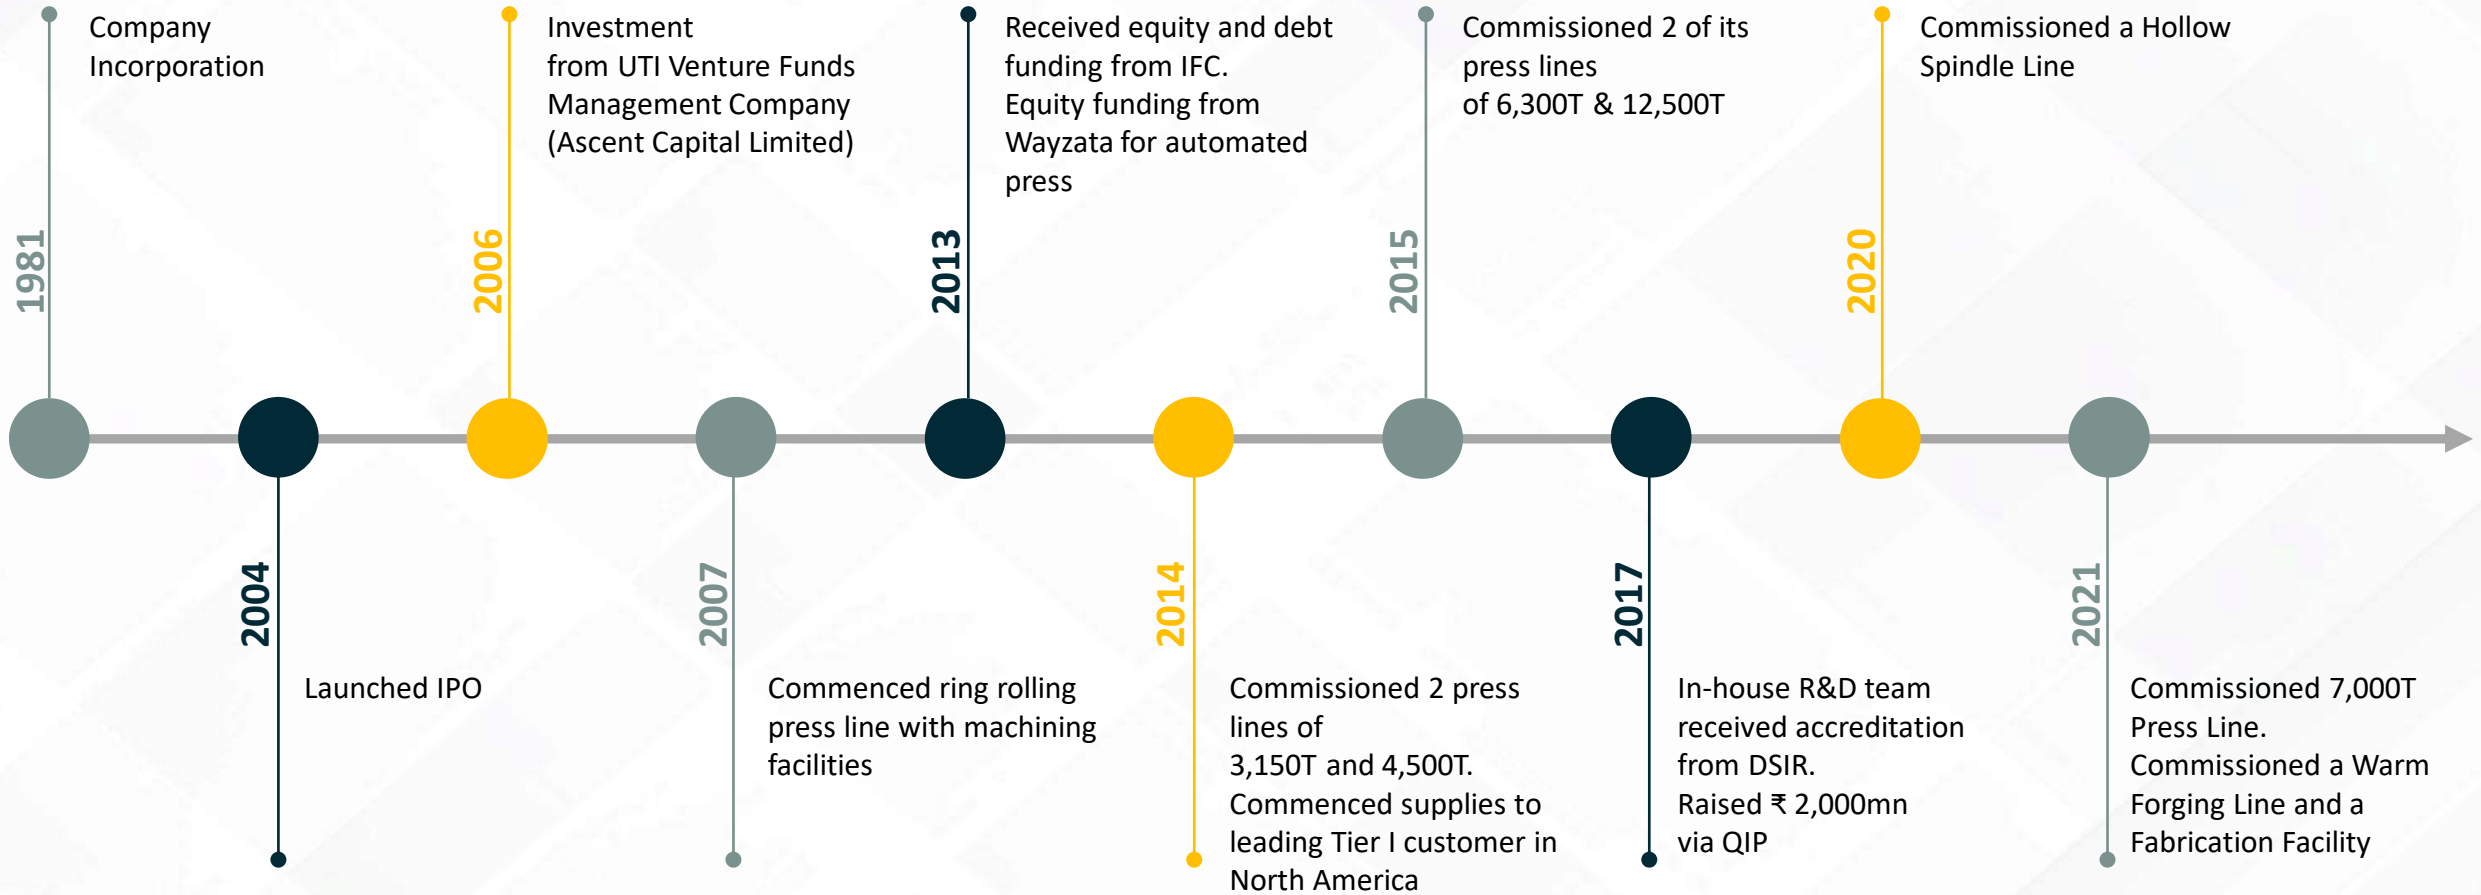 1981
Company
Incorporation
2004
Launched IPO
2006
Investment
from UTI Venture Funds
Management Company
(Ascent Capital Limited)
2007
Commenced ring rolling
press line with machining
facilities
2013
Received equity and debt
funding from IFC.
Equity funding from
Wayzata for automated
press
2014
Commissioned 2 press
lines of
3,150T and 4,500T.
Commenced supplies to
leading Tier I customer in
North America
2015
Commissioned 2 of its
press lines
of 6,300T & 12,500T
2017
In-house R&D team
received accreditation
from DSIR.
Raised ₹ 2,000mn
via QIP
2020
Commissioned a Hollow
Spindle Line
2021
Commissioned 7,000T
Press Line.
Commissioned a Warm
Forging Line and a
Fabrication Facility